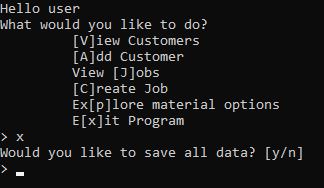 Hello user
What would you like to do?
[V]iew Customers
[A]dd Customer
View [J]obs
[C]reate Job
Ex[p]lore material options
E[x]it Program
> x
Would you like to save all data? [y/n]
>